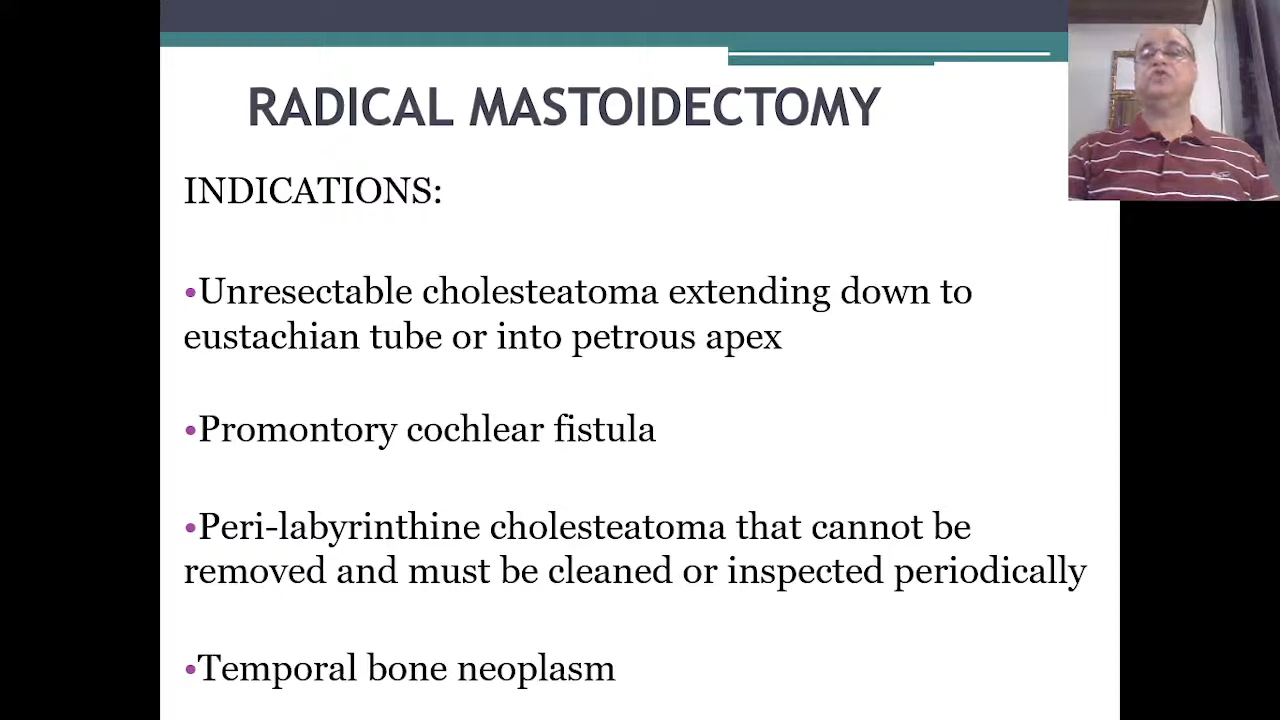 RADICAL MASTOIDECTOMY
INDICATIONS:
•Unresectable cholesteatoma extending down to
eustachian tube or into petrous apex
•Promontory cochlear fistula
•Peri-labyrinthine cholesteatoma that cannot be
removed and must be cleaned or inspected periodically
•Temporal bone neoplasm